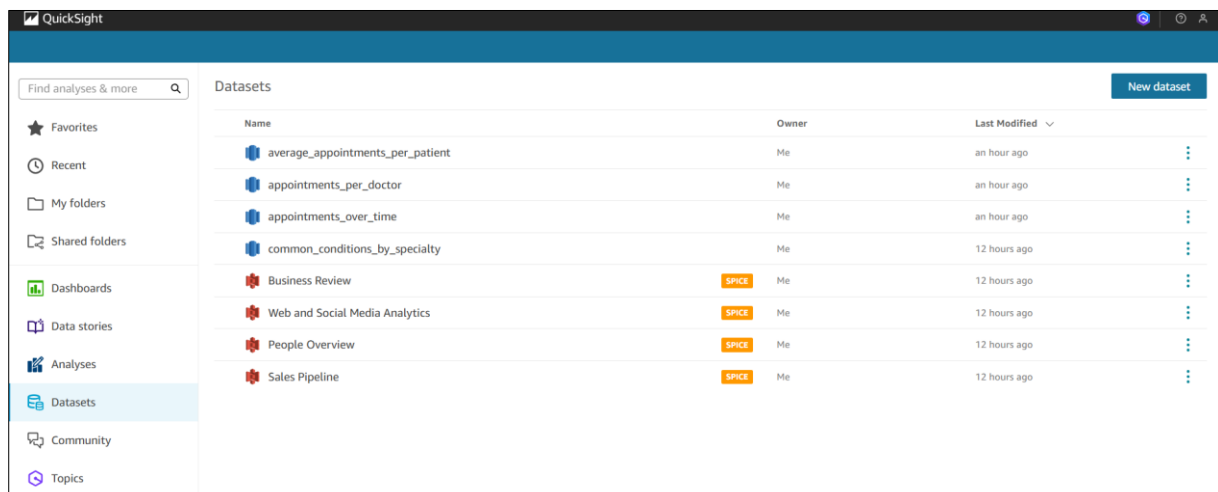 QuickSight
Find analyses & more
Favorites
Recent
My folders
Shared folders
Dashboards
Data stories
Analyses
Datasets
Community
Topics
Datasets
New dataset
Name Owner Last Modified
average_appointments_per_patient Me an hour ago
appointments_per_doctor Me an hour ago
appointments_over_time Me an hour ago
common_conditions_by_specialty Me 12 hours ago
Business Review SPICE Me 12 hours ago
Web and Social Media Analytics SPICE Me 12 hours ago
People Overview SPICE Me 12 hours ago
Sales Pipeline SPICE Me 12 hours ago